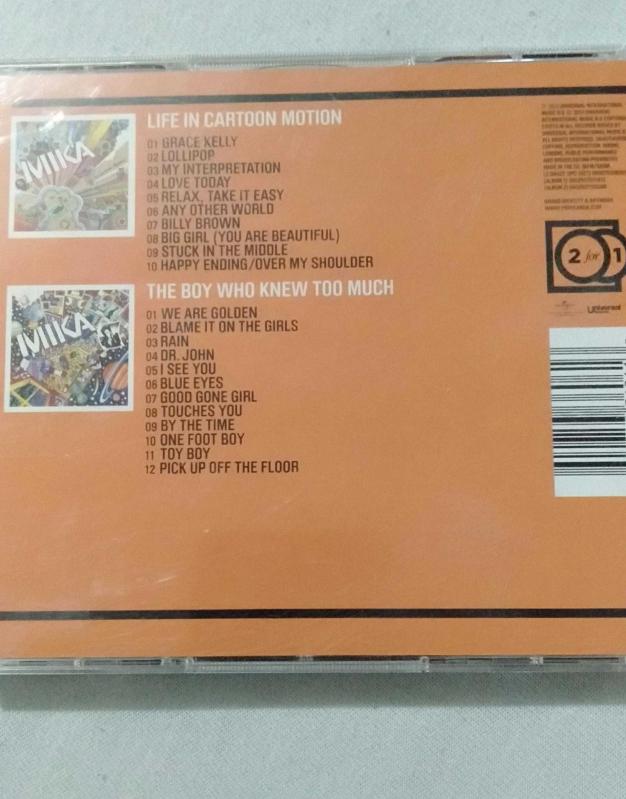 MIKA
LIFE IN CARTOON MOTION
01 GRACE KELLY
02 LOLLIPOP
03 MY INTERPRETATION
04 LOVE TODAY
05 RELAX, TAKE IT EASY
06 ANY OTHER WORLD
07 BILLY BROWN
08 BIG GIRL (YOU ARE BEAUTIFUL)
09 STUCK IN THE MIDDLE
10 HAPPY ENDING/OVER MY SHOULDER
MIKA
THE BOY WHO KNEW TOO MUCH
01 WE ARE GOLDEN
02 BLAME IT ON THE GIRLS
03 RAIN
04 DR. JOHN
05 I SEE YOU
06 BLUE EYES
07 GOOD GONE GIRL
08 TOUCHES YOU
09 BY THE TIME
10 ONE FOOT BOY
11 TOY BOY
12 PICK UP OFF THE FLOOR
2 for 1
Universal